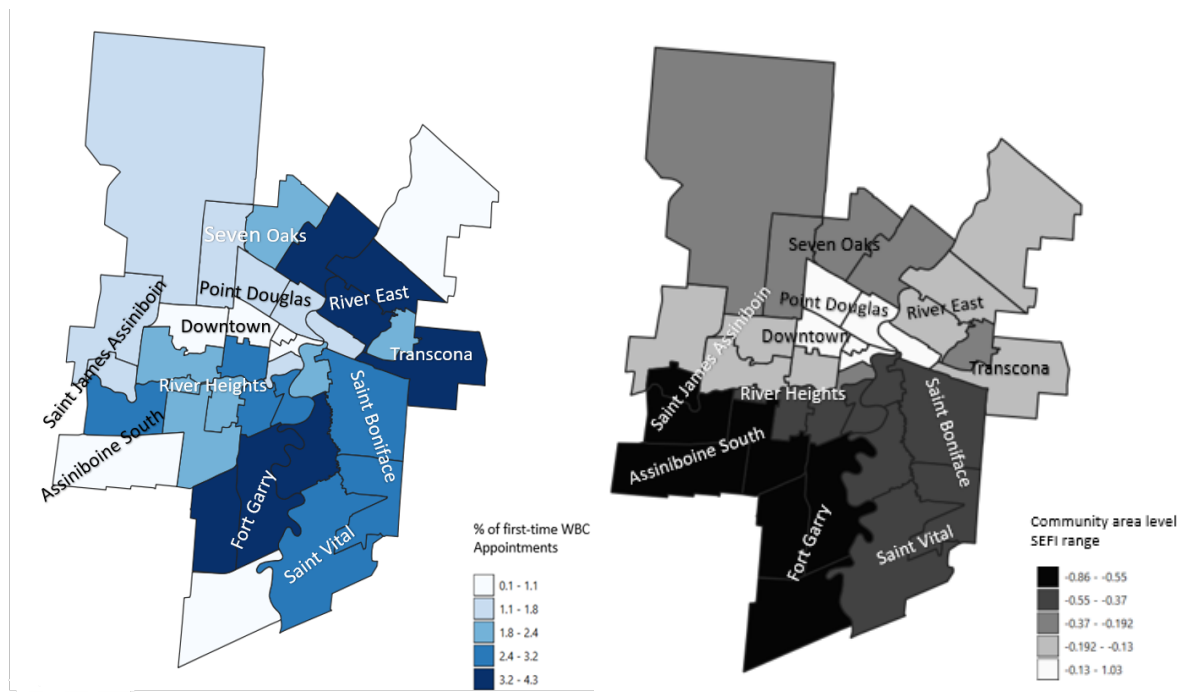 Seven Oaks
Point Douglas
River East
Downtown
Transcona
Saint James Assiniboin
River Heights
Saint Boniface
Assiniboine South
Fort Garry
Saint Vital
% of first-time WBC
Appointments
0.1 - 1.1
1.1 - 1.8
1.8 - 2.4
2.4 - 3.2
3.2 - 4.3
Seven Oaks
Point Douglas
River East
Downtown
Transcona
Saint James Assiniboin
River Heights
Saint Boniface
Assiniboine South
Fort Garry
Saint Vital
Community area level
SEFI range
-0.86 - -0.55
-0.55 - -0.37
-0.37 - -0.192
-0.192 - -0.13
-0.13 - 1.03